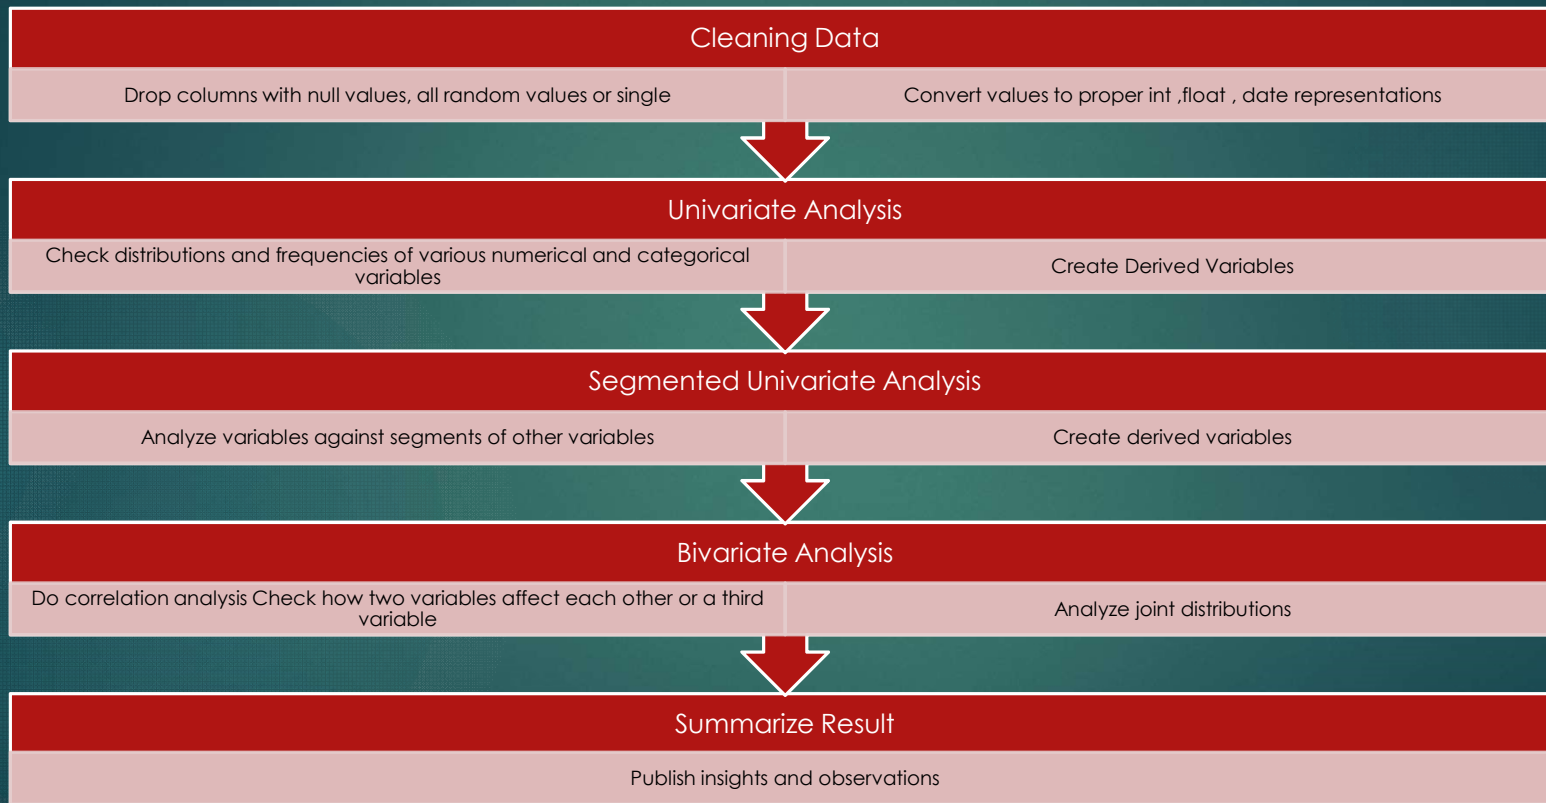 Cleaning Data
Drop columns with null values, all random values or single
Convert values to proper int ,float , date representations
Univariate Analysis
Check distributions and frequencies of various numerical and categorical
variables
Create Derived Variables
Segmented Univariate Analysis
Analyze variables against segments of other variables
Create derived variables
Bivariate Analysis
Do correlation analysis Check how two variables affect each other or a third
variable
Analyze joint distributions
Summarize Result
Publish insights and observations